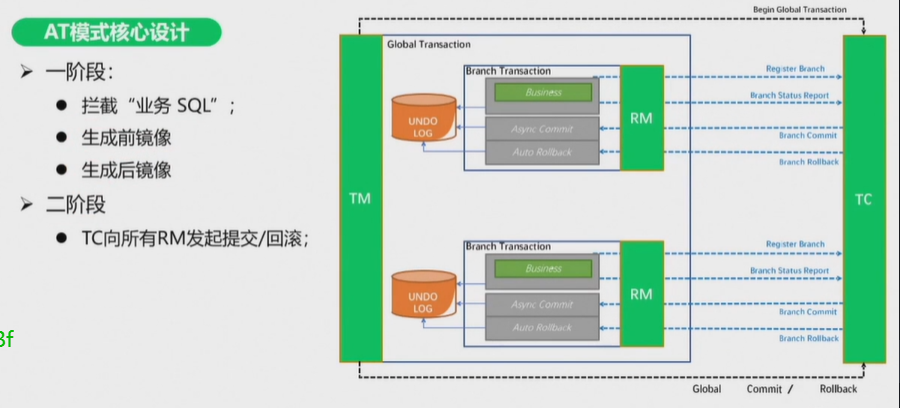 AT模式核心设计
➢ 一阶段：
● 拦截“业务 SQL”；
● 生成前镜像
● 生成后镜像
➢ 二阶段
● TC向所有RM发起提交/回滚；
3f
Begin Global Transaction
Global Transaction
TM
TC
Branch Transaction
Business
Async Commit
Auto Rollback
UNDO
LOG
RM
Register Branch
Branch Status Report
Branch Commit
Branch Rollback
Branch Transaction
Business
Async Commit
Auto Rollback
UNDO
LOG
RM
Register Branch
Branch Status Report
Branch Commit
Branch Rollback
Global Commit / Rollback